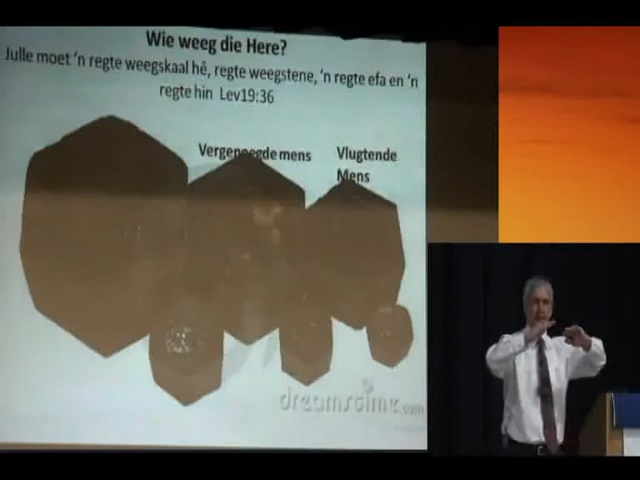 Wie weeg die Here?
Julle moet ‘n regte weegskaal hê, regte weegstene, ‘n regte efa en ‘n
regte hin Lev19:36
Vergenoegde mens
Vlugtende
Mens
dreamstime.com